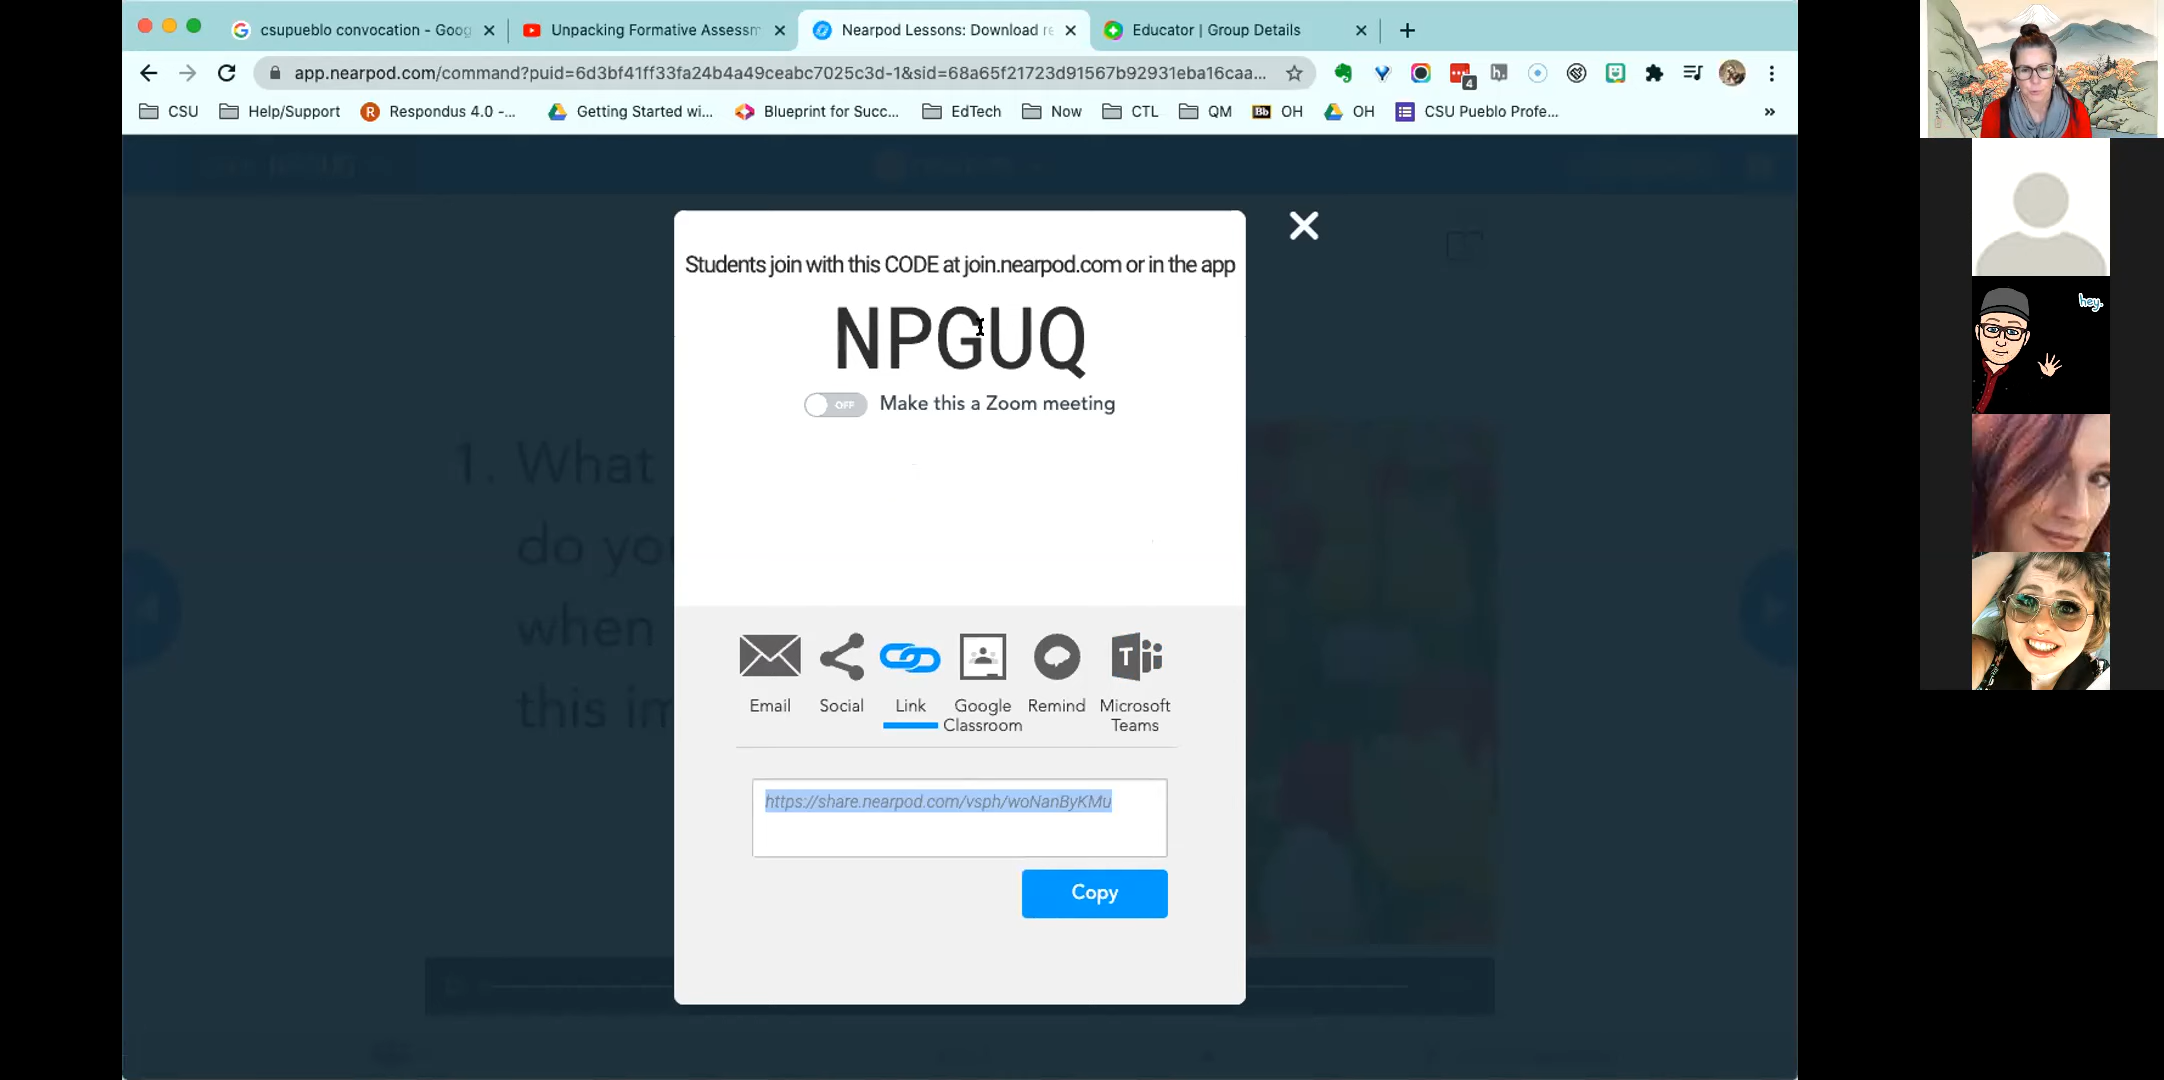 csupueblo convocation - Goog
Unpacking Formative Assessm
Nearpod Lessons: Download re
Educator | Group Details
app.nearpod.com/command?puid=6d3bf41ff33fa24b4a49ceabc7025c3d-1&sid=68a65f21723d91567b92931eba16caa...
4
h.
CSU
Help/Support
R
Respondus 4.0 -...
Getting Started wi...
Blueprint for Succ...
EdTech
Now
CTL
QM
Bb
OH
OH
CSU Pueblo Profe...
»
hey.
Students join with this CODE at join.nearpod.com or in the app
NPGUQ
OFF
Make this a Zoom meeting
1. What
do you
when
this im
T
Email
Social
Link
Google Classroom
Remind
Microsoft Teams
https://share.nearpod.com/vsph/woNanByKMu
Copy